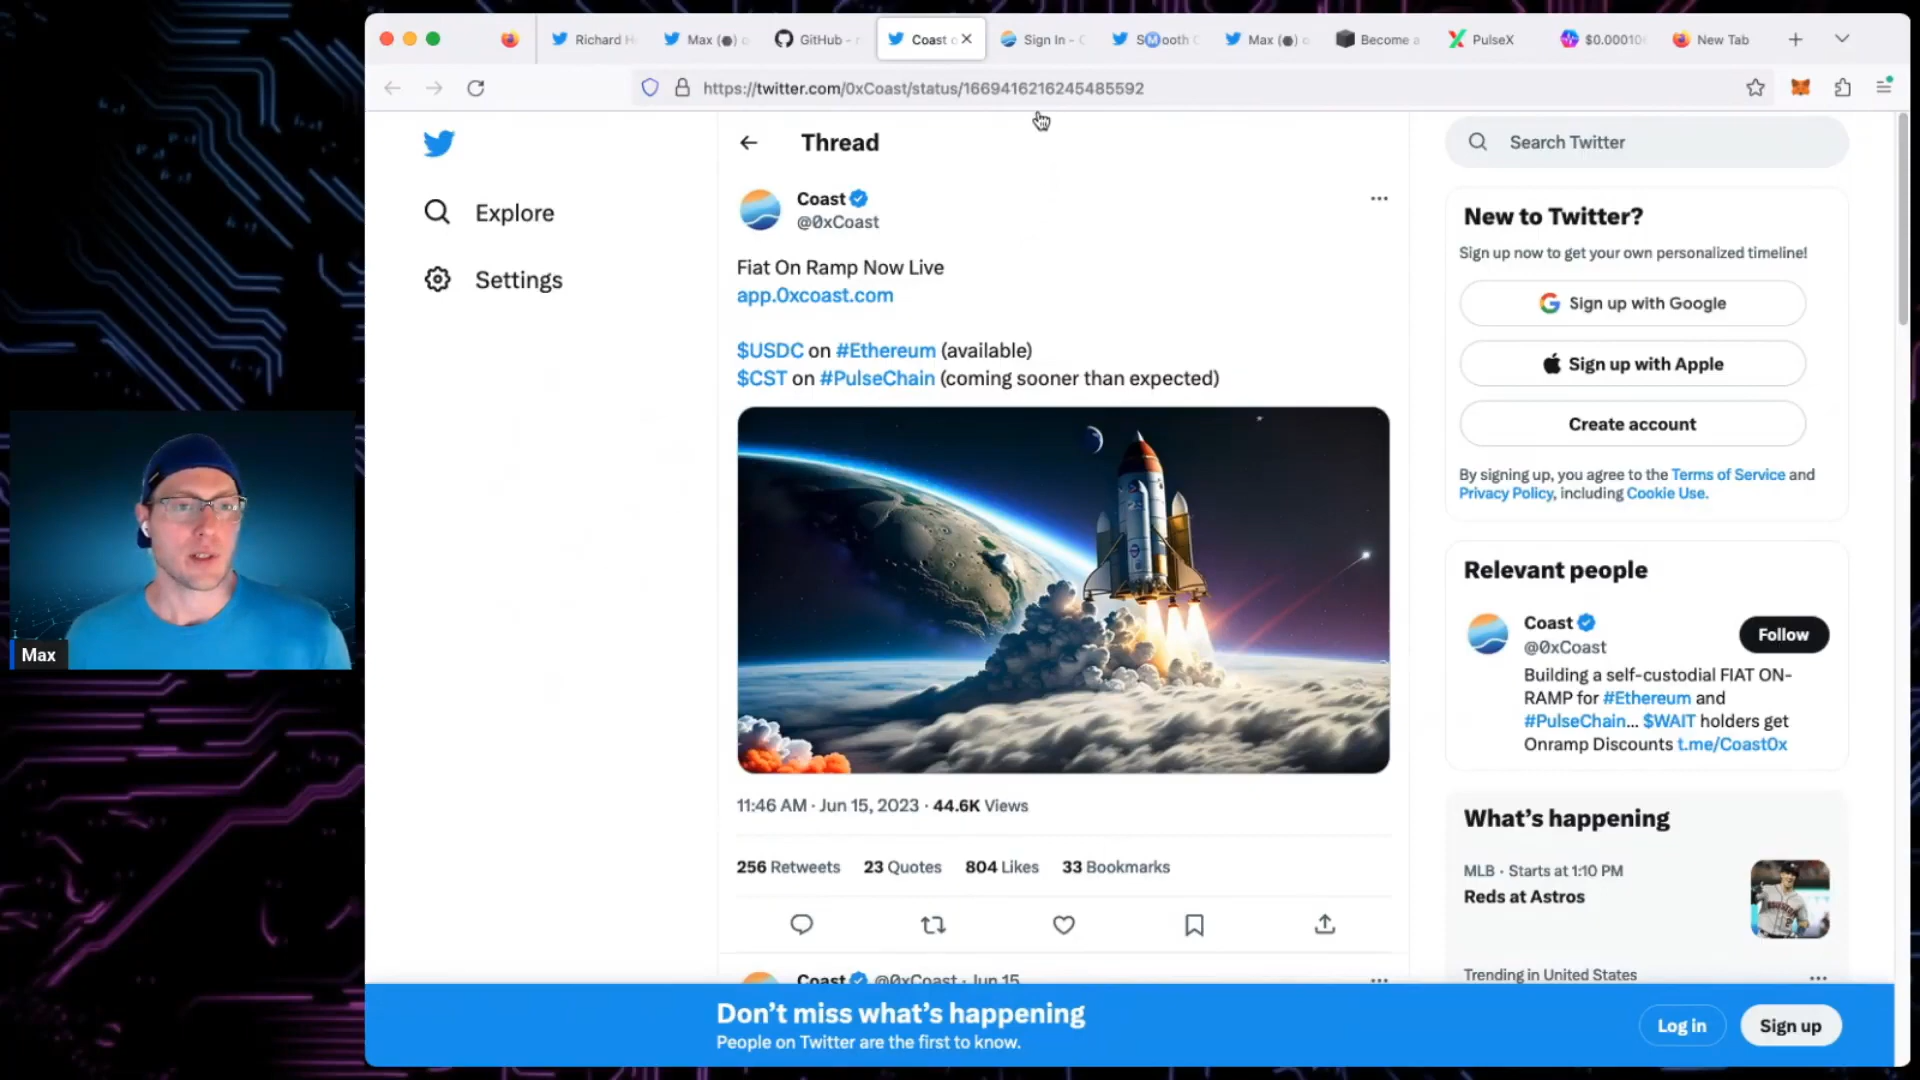 Richard H
Max
GitHub - r
Coast
Sign In - C
Max
Become a
PulseX
New Tab
https://twitter.com/0xCoast/status/1669416216245485592
Thread
Search Twitter
Explore
Settings
Coast
@0xCoast
Fiat On Ramp Now Live
app.0xcoast.com
$USDC on #Ethereum (available)
$CST on #PulseChain (coming sooner than expected)
11:46 AM · Jun 15, 2023 · 44.6K Views
256 Retweets 23 Quotes 804 Likes 33 Bookmarks
Coast @0xCoast · Jun 15
New to Twitter?
Sign up now to get your own personalized timeline!
Sign up with Google
Sign up with Apple
Create account
By signing up, you agree to the Terms of Service and
Privacy Policy, including Cookie Use.
Relevant people
Coast
@0xCoast
Follow
Building a self-custodial FIAT ON-
RAMP for #Ethereum and
#PulseChain... $WAIT holders get
Onramp Discounts t.me/Coast0x
What's happening
MLB · Starts at 1:10 PM
Reds at Astros
Trending in United States
Don't miss what's happening
People on Twitter are the first to know.
Log in
Sign up
Max